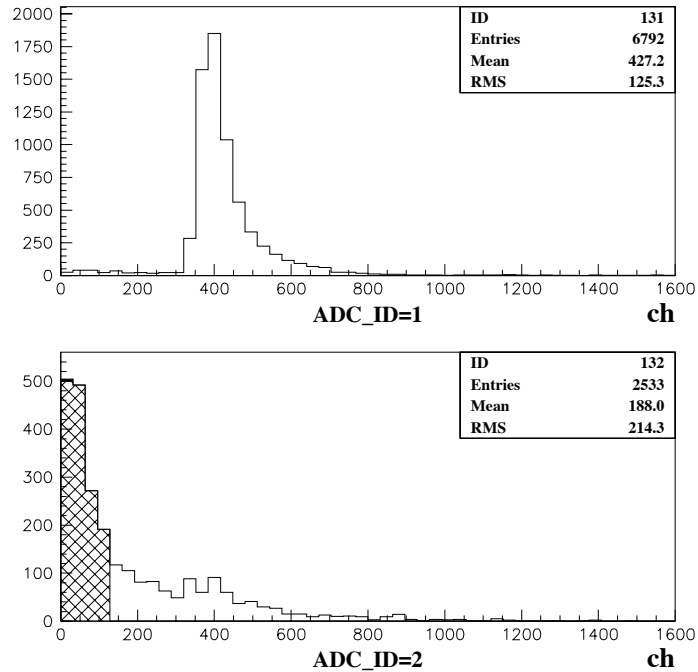 ID 131
Entries 6792
Mean 427.2
RMS 125.3
2000
1750
1500
1250
1000
750
500
250
0
0 200 400 600 800 1000 1200 1400 1600
ADC_ID=1 ch
ID 132
Entries 2533
Mean 188.0
RMS 214.3
500
400
300
200
100
0
0 200 400 600 800 1000 1200 1400 1600
ADC_ID=2 ch